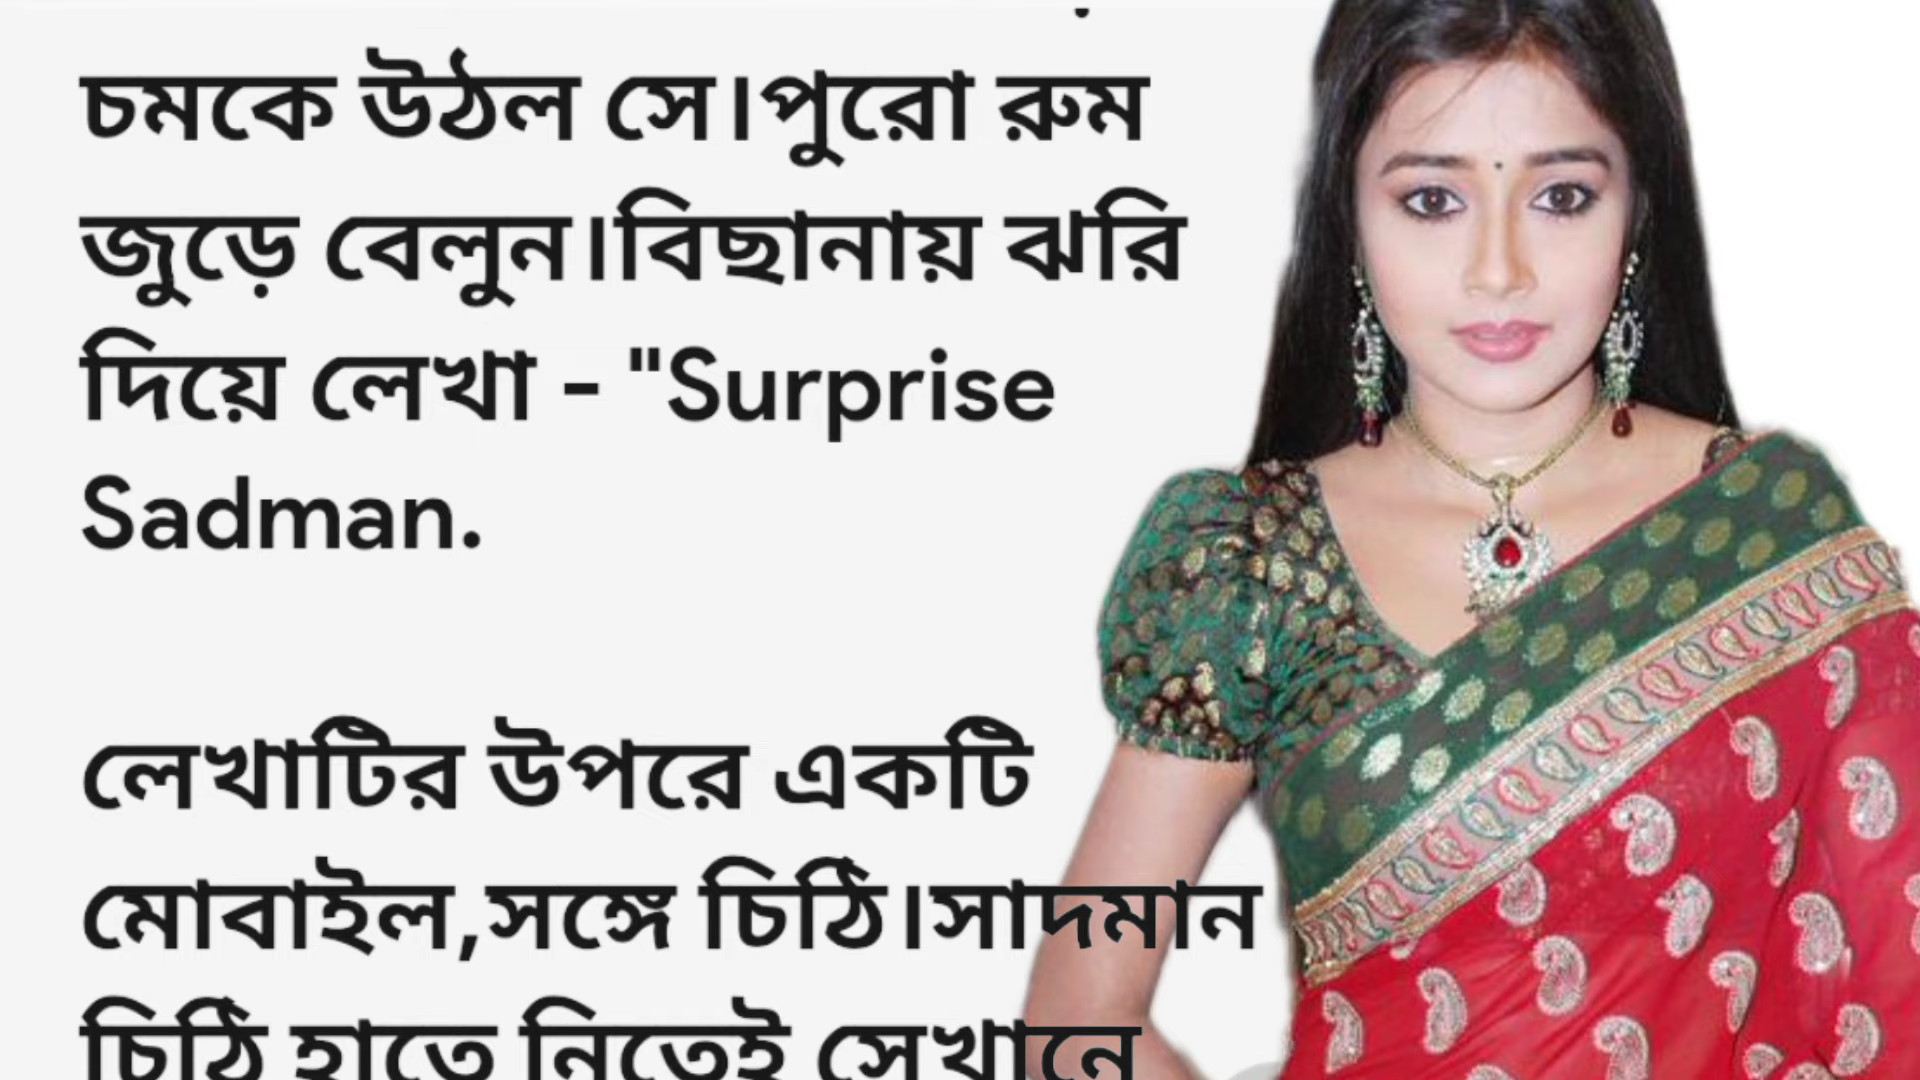 চমকে উঠল সে।পুরো রুম
জুড়ে বেলুন।বিছানায় ঝরি
দিয়ে লেখা - "Surprise
Sadman.
লেখাটির উপরে একটি
মোবাইল,সঙ্গে চিঠি।সাদমান
চিঠি হাতে নিতেই সেখানে